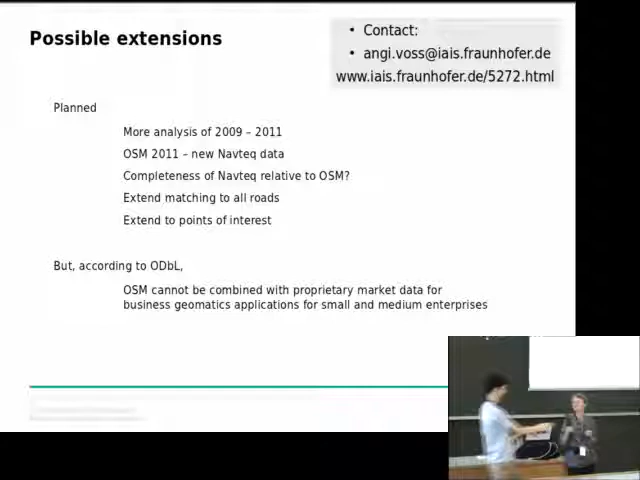 Possible extensions
• Contact:
• angi.voss@iais.fraunhofer.de
www.iais.fraunhofer.de/5272.html
Planned
More analysis of 2009 – 2011
OSM 2011 – new Navteq data
Completeness of Navteq relative to OSM?
Extend matching to all roads
Extend to points of interest
But, according to ODbL,
OSM cannot be combined with proprietary market data for
business geomatics applications for small and medium enterprises